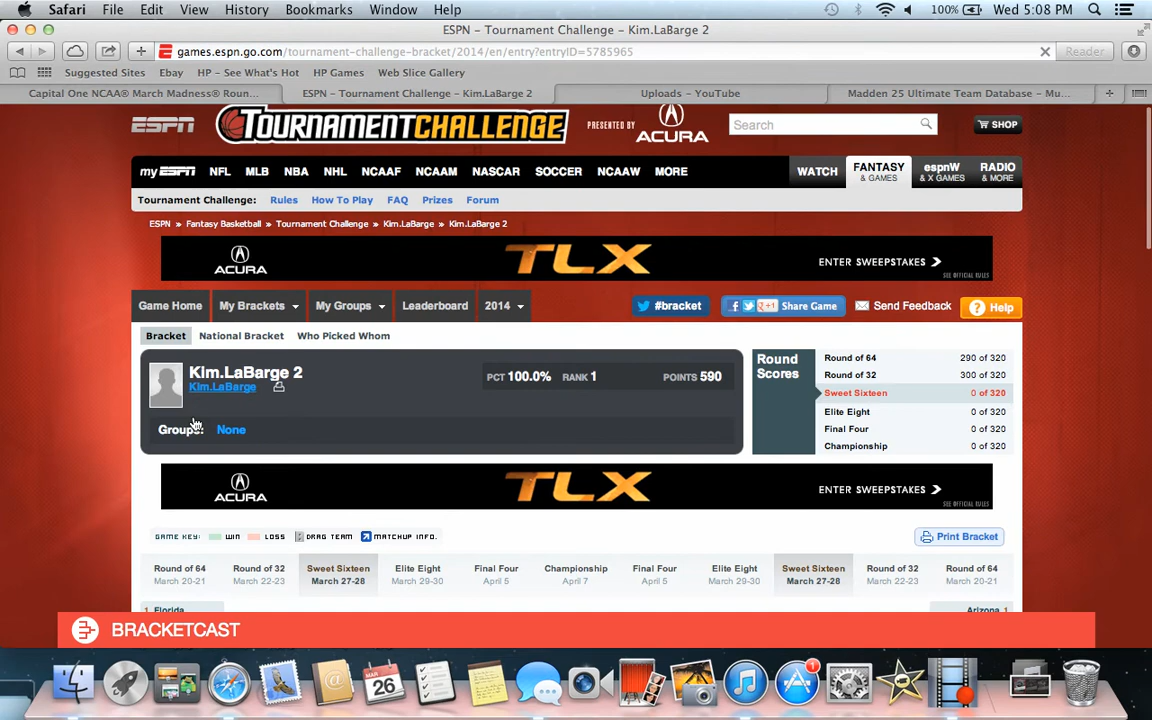 Safari File Edit View History Bookmarks Window Help 100% Wed 5:08 PM
ESPN - Tournament Challenge - Kim.LaBarge 2
games.espn.go.com/tournament-challenge-bracket/2014/en/entry?entryID=5785965 Reader
Suggested Sites Ebay HP - See What's Hot HP Games Web Slice Gallery
Capital One NCAA® March Madness® Roun... ESPN - Tournament Challenge - Kim.LaBarge 2 Uploads - YouTube Madden 25 Ultimate Team Database - Mu...
ESPN TOURNAMENTCHALLENGE PRESENTED BY ACURA Search SHOP
myESPN NFL MLB NBA NHL NCAAF NCAAM NASCAR SOCCER NCAAW MORE WATCH FANTASY & GAMES espnW & X GAMES RADIO & MORE
Tournament Challenge: Rules How To Play FAQ Prizes Forum
ESPN » Fantasy Basketball » Tournament Challenge » Kim.LaBarge » Kim.LaBarge 2
ACURA TLX ENTER SWEEPSTAKES
SEE OFFICIAL RULES
Game Home My Brackets My Groups Leaderboard 2014 #bracket f g+1 Share Game Send Feedback ? Help
Bracket National Bracket Who Picked Whom
Kim.LaBarge 2
Kim.LaBarge
PCT 100.0% RANK 1 POINTS 590
Groups: None
Round Scores
Round of 64 290 of 320
Round of 32 300 of 320
Sweet Sixteen 0 of 320
Elite Eight 0 of 320
Final Four 0 of 320
Championship 0 of 320
ACURA TLX ENTER SWEEPSTAKES
SEE OFFICIAL RULES
GAME KEY: WIN LOSS DRAG TEAM MATCHUP INFO. Print Bracket
Round of 64 Round of 32 Sweet Sixteen Elite Eight Final Four Championship Final Four Elite Eight Sweet Sixteen Round of 32 Round of 64
March 20-21 March 22-23 March 27-28 March 29-30 April 5 April 7 April 5 March 29-30 March 27-28 March 22-23 March 20-21
1 Florida Arizona 1
BRACKETCAST
MAR 26 1